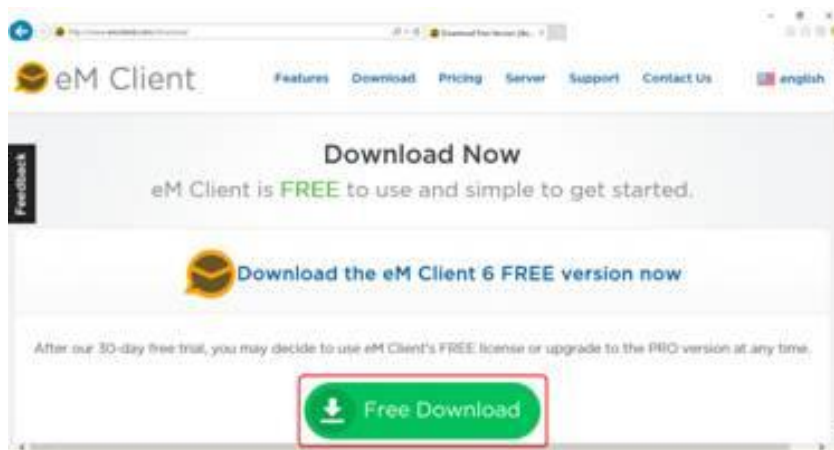 eM Client
Features Download Pricing Server Support Contact Us english
Feedback
Download Now
eM Client is FREE to use and simple to get started.
Download the eM Client 6 FREE version now
After our 30-day free trial, you may decide to use eM Client's FREE license or upgrade to the PRO version at any time.
Free Download